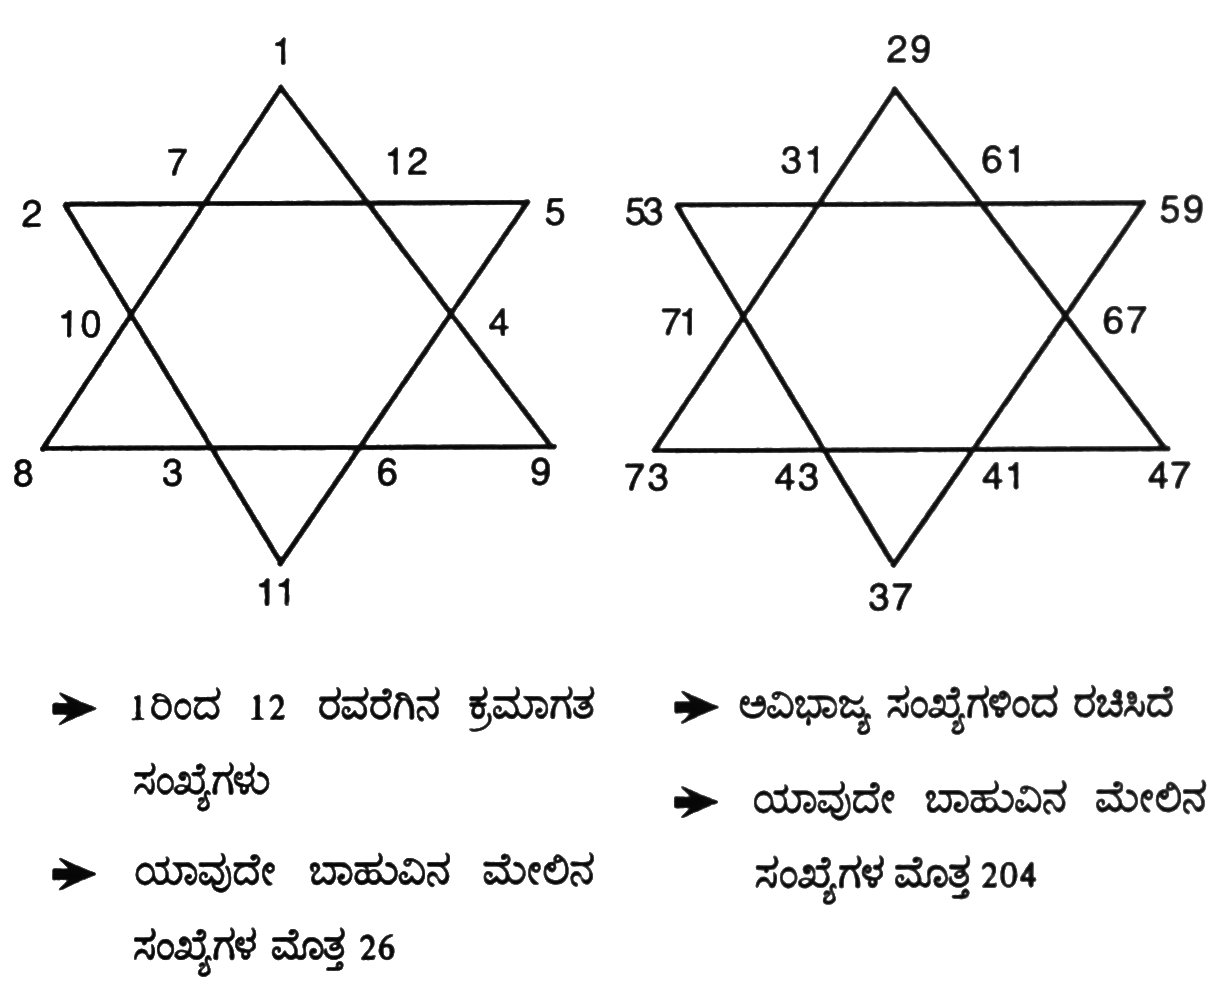 1
7 12
2 5
10 4
8 3 6 9
11
➔ 1ರಿಂದ 12 ರವರೆಗಿನ ಕ್ರಮಾಗತ
ಸಂಖ್ಯೆಗಳು
➔ ಯಾವುದೇ ಬಾಹುವಿನ ಮೇಲಿನ
ಸಂಖ್ಯೆಗಳ ಮೊತ್ತ 26
29
31 61
53 59
71 67
73 43 41 47
37
➔ ಅವಿಭಾಜ್ಯ ಸಂಖ್ಯೆಗಳಿಂದ ರಚಿಸಿದೆ
➔ ಯಾವುದೇ ಬಾಹುವಿನ ಮೇಲಿನ
ಸಂಖ್ಯೆಗಳ ಮೊತ್ತ 204